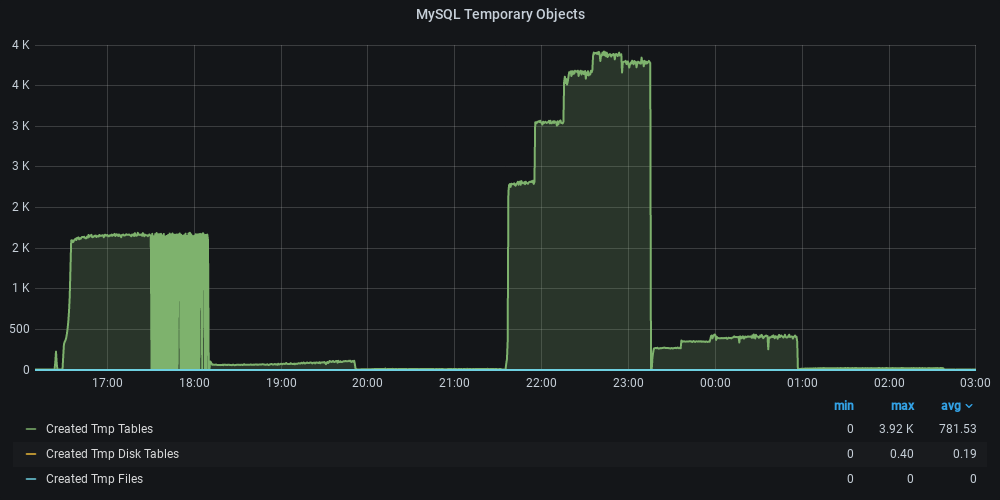 MySQL Temporary Objects
4 K
4 K
3 K
3 K
2 K
2 K
1 K
500
0
17:00 18:00 19:00 20:00 21:00 22:00 23:00 00:00 01:00 02:00 03:00
min max avg
Created Tmp Tables 0 3.92 K 781.53
Created Tmp Disk Tables 0 0.40 0.19
Created Tmp Files 0 0 0